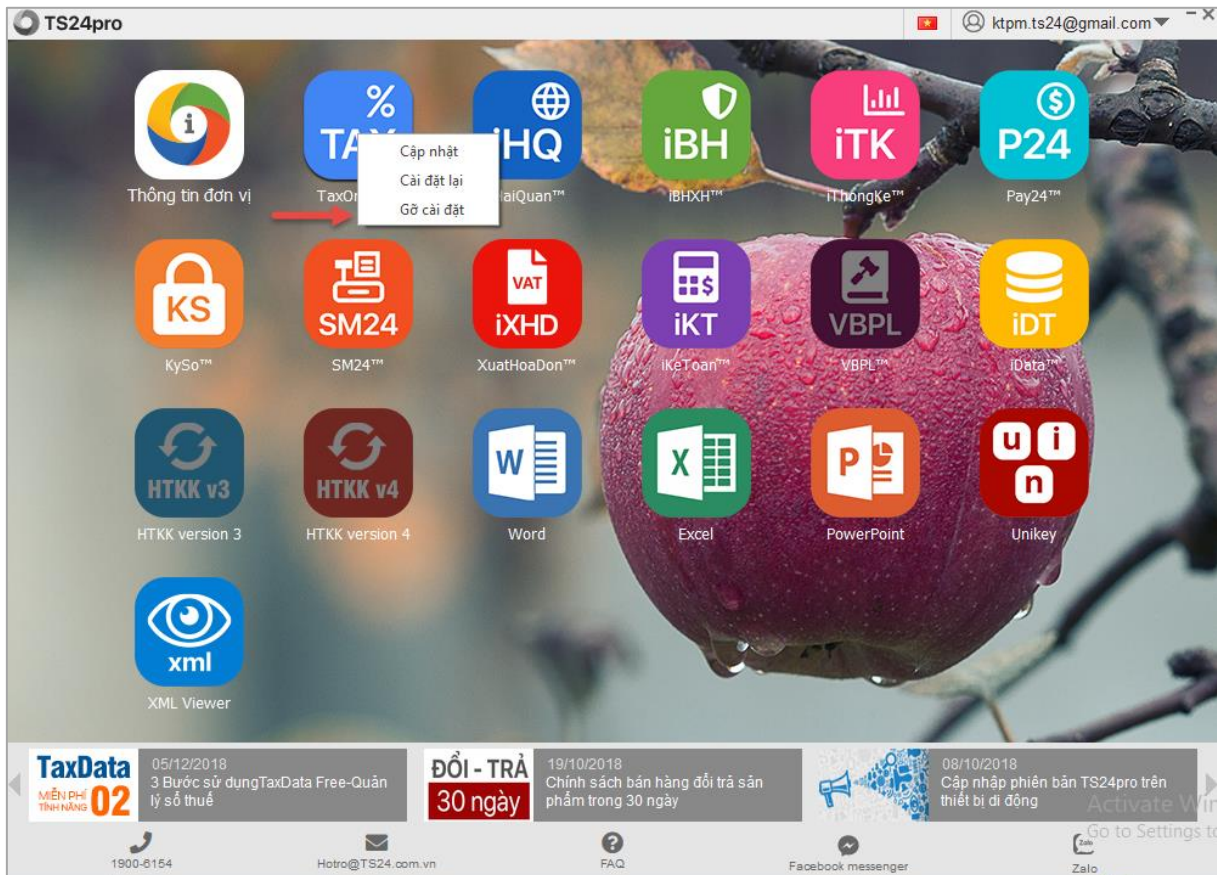 TS24pro
ktpm.ts24@gmail.com
%
TAX
iHQ
iBH
iTK
P24
Cập nhật
Cài đặt lại
Gỡ cài đặt
Thông tin đơn vị
iBHXH™
iThongKe™
Pay24™
KS
SM24
VAT
iXHD
iKT
VBPL
iDT
KySo™
SM24™
XuatHoaDon™
iKeToan™
VBPL™
iData™
HTKK v3
HTKK v4
W
X
P
u i
n
HTKK version 3
HTKK version 4
Word
Excel
PowerPoint
Unikey
xml
XML Viewer
TaxData
MIỄN PHÍ
TÍNH NĂNG 02
05/12/2018
3 Bước sử dụngTaxData Free-Quản
lý số thuế
ĐỔI - TRẢ
30 ngày
19/10/2018
Chính sách bán hàng đổi trả sản
phẩm trong 30 ngày
08/10/2018
Cập nhập phiên bản TS24pro trên
thiết bị di động
Activate Win
Go to Settings to
1900-6154
Hotro@TS24.com.vn
FAQ
Facebook messenger
Zalo